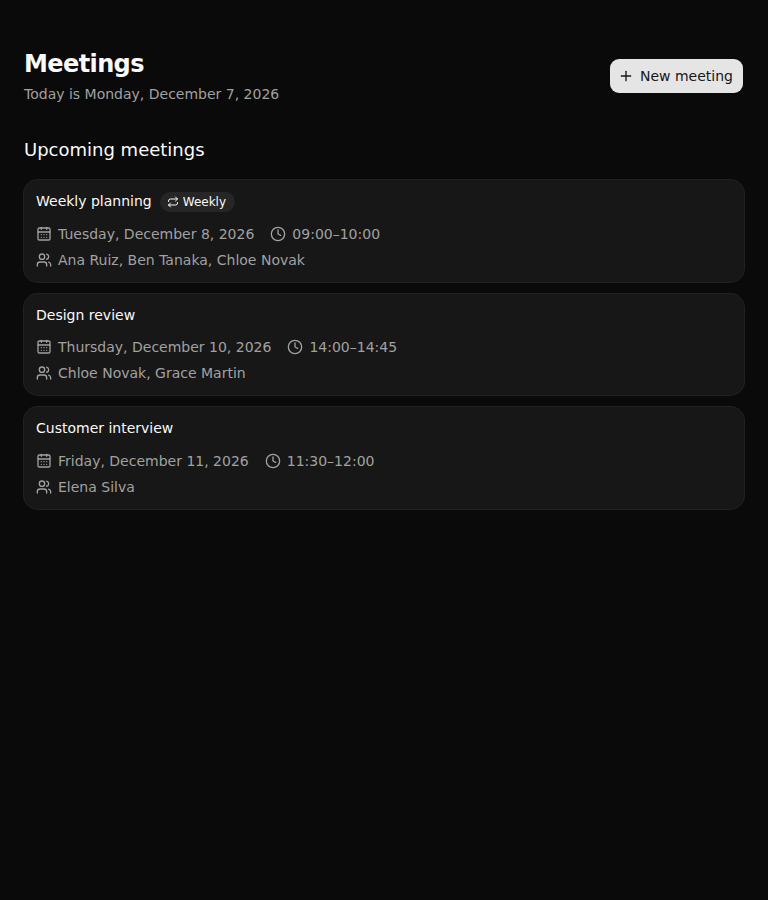 Meetings
Today is Monday, December 7, 2026
New meeting
Upcoming meetings
Weekly planning Weekly
Tuesday, December 8, 2026 09:00–10:00
Ana Ruiz, Ben Tanaka, Chloe Novak
Design review
Thursday, December 10, 2026 14:00–14:45
Chloe Novak, Grace Martin
Customer interview
Friday, December 11, 2026 11:30–12:00
Elena Silva